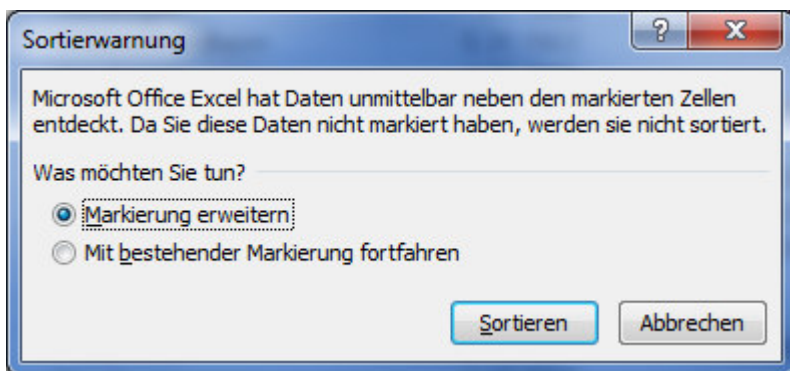 Sortierwarnung
Microsoft Office Excel hat Daten unmittelbar neben den markierten Zellen
entdeckt. Da Sie diese Daten nicht markiert haben, werden sie nicht sortiert.
Was möchten Sie tun?
Markierung erweitern
Mit bestehender Markierung fortfahren
Sortieren Abbrechen